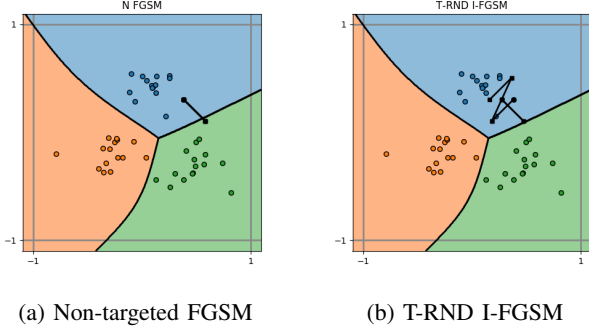 N FGSM
T-RND I-FGSM
1
-1
-1
1
1
-1
-1
1
(a) Non-targeted FGSM
(b) T-RND I-FGSM